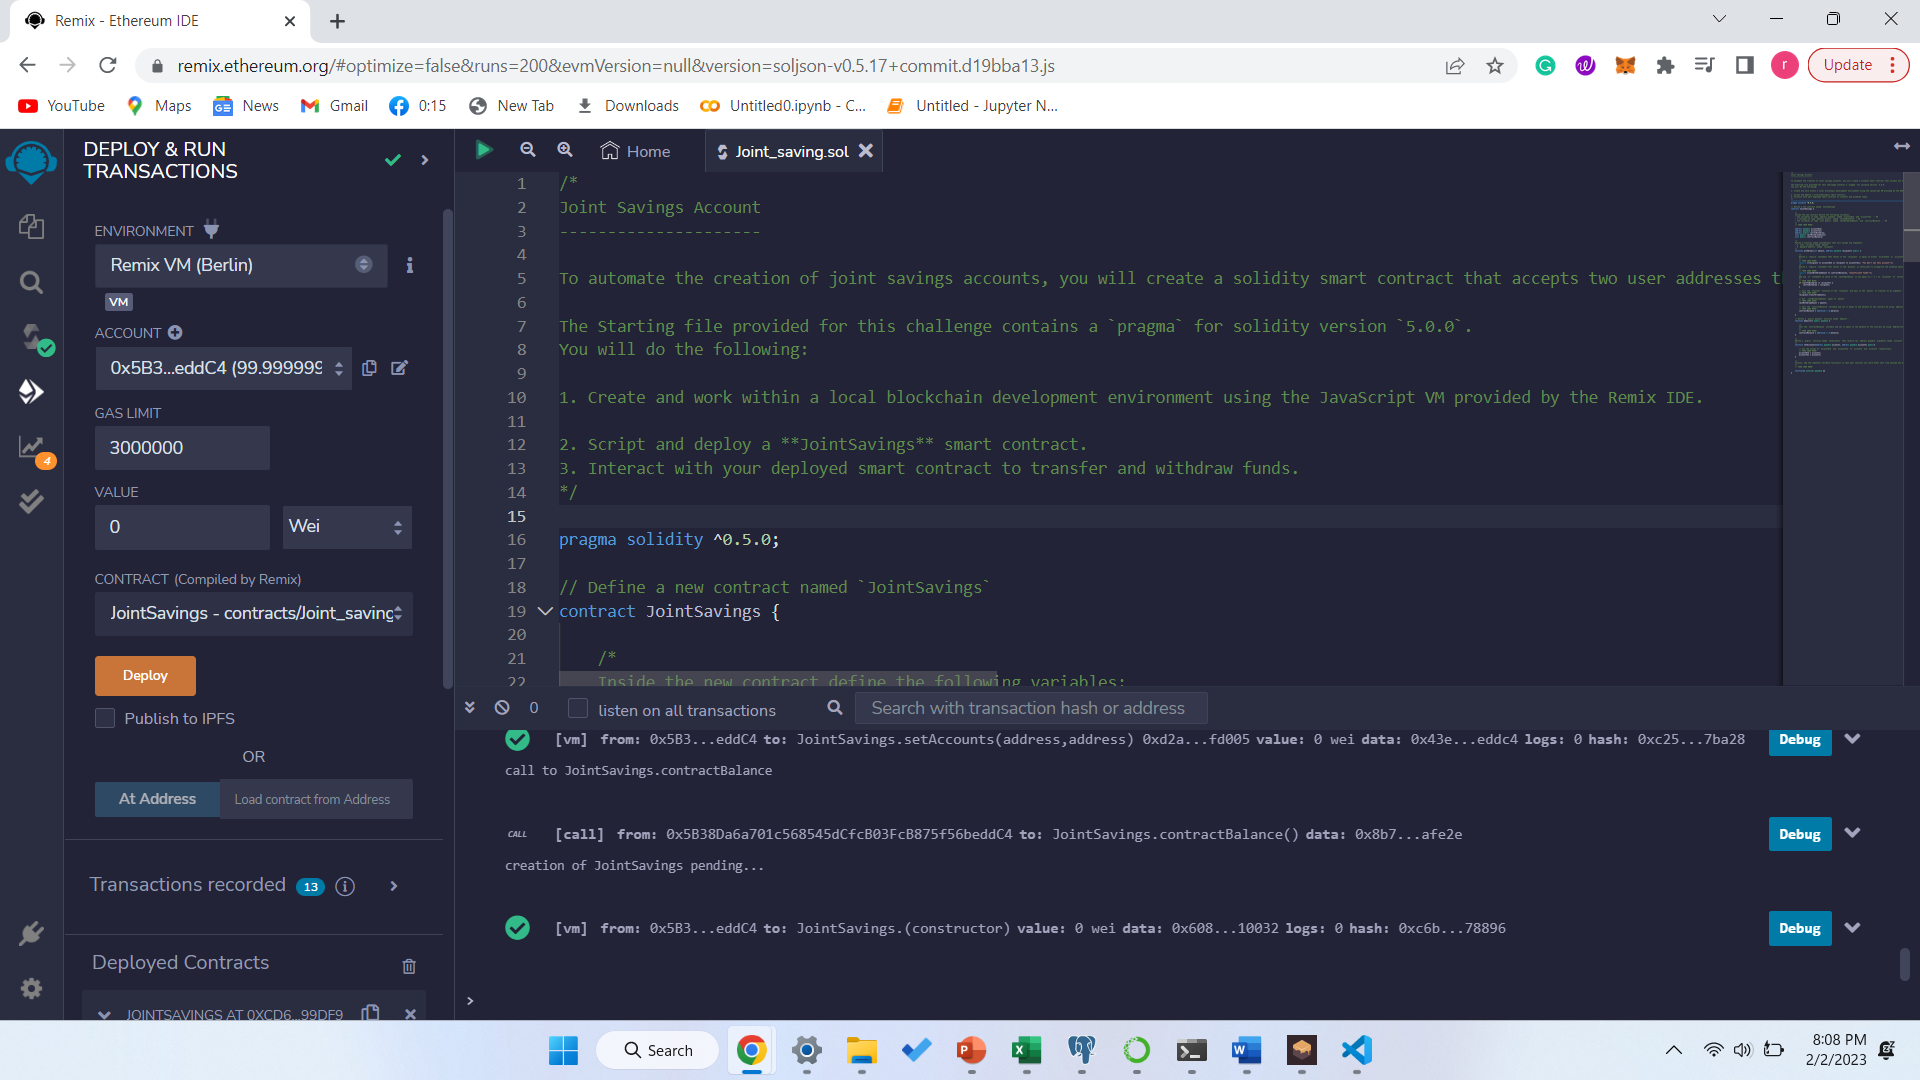 Remix - Ethereum IDE
remix.ethereum.org/#optimize=false&runs=200&evmVersion=null&version=soljson-v0.5.17+commit.d19bba13.js
r
Update
YouTube
Maps
News
Gmail
0:15
New Tab
Downloads
Untitled0.ipynb - C...
Untitled - Jupyter N...
DEPLOY & RUN
TRANSACTIONS
ENVIRONMENT
Remix VM (Berlin)
VM
ACCOUNT
0x5B3...eddC4 (99.999999
GAS LIMIT
3000000
VALUE
0
Wei
CONTRACT (Compiled by Remix)
JointSavings - contracts/Joint_saving
Deploy
Publish to IPFS
OR
At Address
Load contract from Address
Transactions recorded 13
Deployed Contracts
JOINTSAVINGS AT 0XCD6...99DF9
4
Home
Joint_saving.sol
1 /*
2 Joint Savings Account
3 ---------------------
4
5 To automate the creation of joint savings accounts, you will create a solidity smart contract that accepts two user addresses t
6
7 The Starting file provided for this challenge contains a `pragma` for solidity version `5.0.0`.
8 You will do the following:
9
10 1. Create and work within a local blockchain development environment using the JavaScript VM provided by the Remix IDE.
11
12 2. Script and deploy a **JointSavings** smart contract.
13 3. Interact with your deployed smart contract to transfer and withdraw funds.
14 */
15
16 pragma solidity ^0.5.0;
17
18 // Define a new contract named `JointSavings`
19 contract JointSavings {
20
21 /*
22 Inside the new contract define the following variables:
0
listen on all transactions
Search with transaction hash or address
[vm] from: 0x5B3...eddC4 to: JointSavings.setAccounts(address,address) 0xd2a...fd005 value: 0 wei data: 0x43e...eddc4 logs: 0 hash: 0xc25...7ba28
Debug
call to JointSavings.contractBalance
CALL [call] from: 0x5B38Da6a701c568545dCfcB03FcB875f56beddC4 to: JointSavings.contractBalance() data: 0x8b7...afe2e
Debug
creation of JointSavings pending...
[vm] from: 0x5B3...eddC4 to: JointSavings.(constructor) value: 0 wei data: 0x608...10032 logs: 0 hash: 0xc6b...78896
Debug
>
Search
8:08 PM
2/2/2023